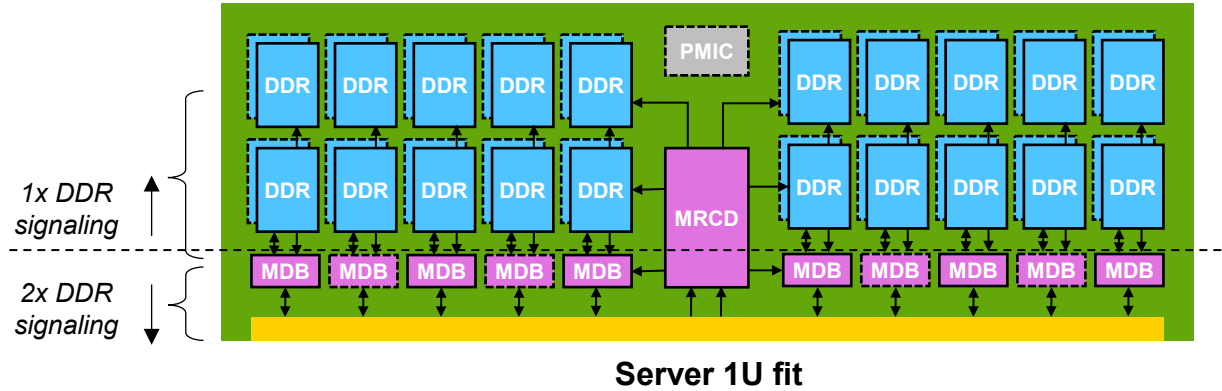 DDR DDR DDR DDR DDR PMIC DDR DDR DDR DDR DDR
DDR DDR DDR DDR DDR MRCD DDR DDR DDR DDR DDR
1x DDR
signaling
MDB MDB MDB MDB MDB MDB MDB MDB MDB MDB
2x DDR
signaling
Server 1U fit